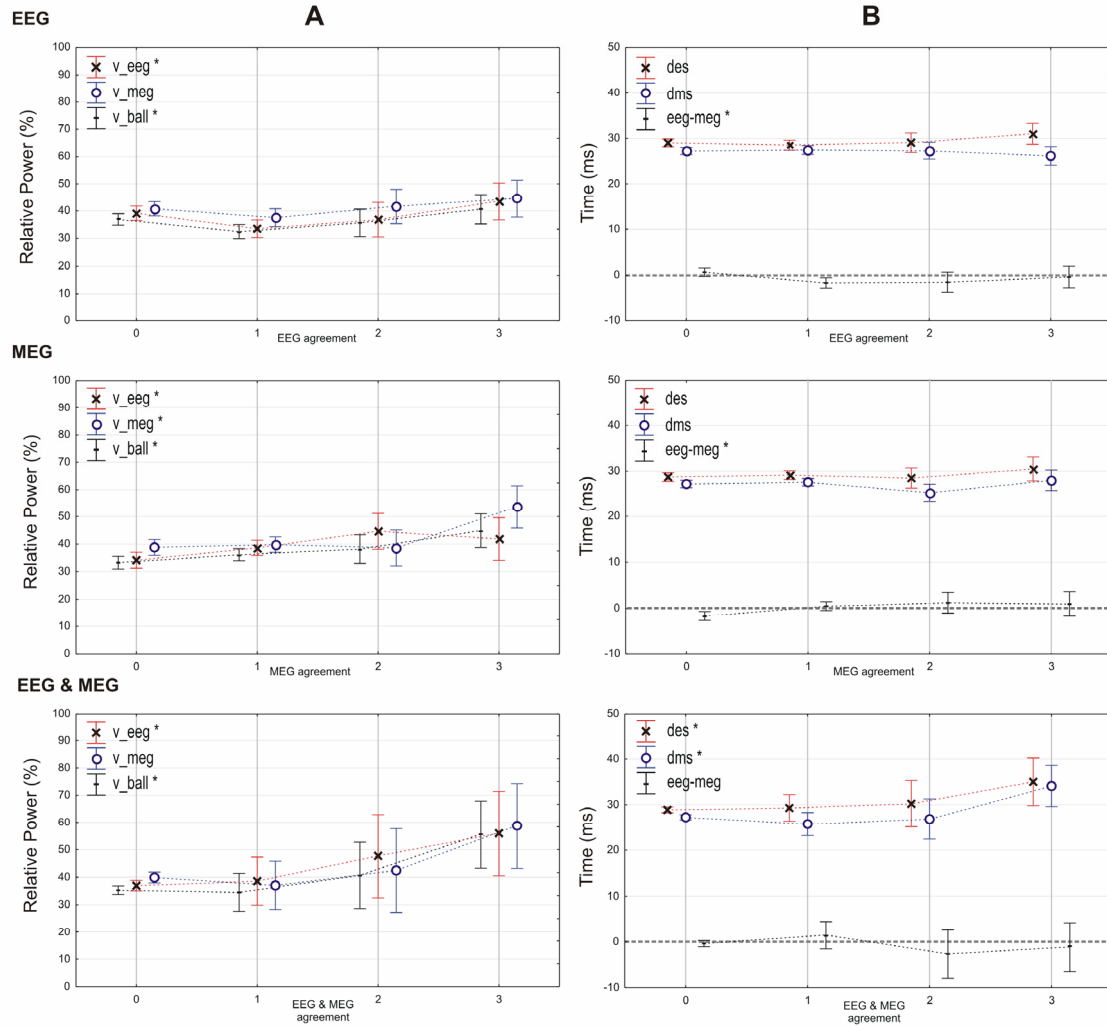 A
B
EEG
100
90
80
70
60
50
40
30
20
10
0
Relative Power (%)
v_eeg *
v_meg
v_ball *
0 1 2 3
EEG agreement
50
40
30
20
10
0
-10
Time (ms)
des
dms
eeg-meg *
0 1 2 3
EEG agreement
MEG
100
90
80
70
60
50
40
30
20
10
0
Relative Power (%)
v_eeg *
v_meg *
v_ball *
0 1 2 3
MEG agreement
50
40
30
20
10
0
-10
Time (ms)
des
dms
eeg-meg *
0 1 2 3
MEG agreement
EEG & MEG
100
90
80
70
60
50
40
30
20
10
0
Relative Power (%)
v_eeg *
v_meg
v_ball *
0 1 2 3
EEG & MEG
agreement
50
40
30
20
10
0
-10
Time (ms)
des *
dms *
eeg-meg
0 1 2 3
EEG & MEG
agreement